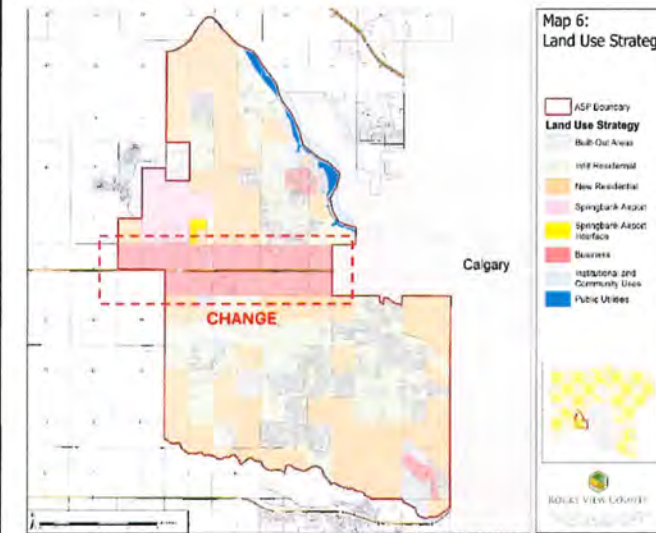 Map 6:
Land Use Strateg
ASP Boundary
Land Use Strategy
Built-Out Areas
Infill Residential
New Residential
Springbank Airport
Springbank Airport
Interface
Business
Institutional and
Community Uses
Public Utilities
Calgary
CHANGE
ROCKY VIEW COUNTY